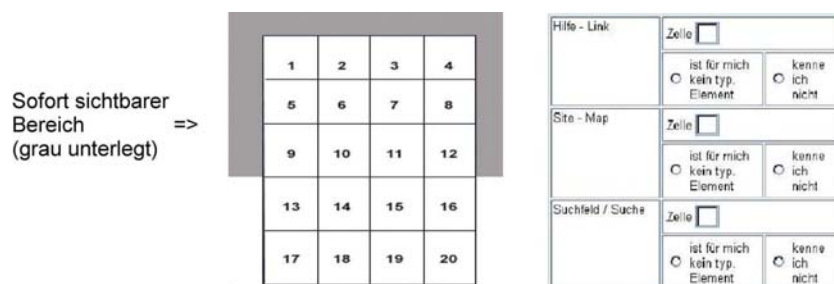 Sofort sichtbarer
Bereich =>
(grau unterlegt)
1 2 3 4
5 6 7 8
9 10 11 12
13 14 15 16
17 18 19 20
Hilfe - Link
Zelle
ist für mich
kein typ.
Element
kenne
ich
nicht
Site - Map
Zelle
ist für mich
kein typ.
Element
kenne
ich
nicht
Suchfeld / Suche
Zelle
ist für mich
kein typ.
Element
kenne
ich
nicht